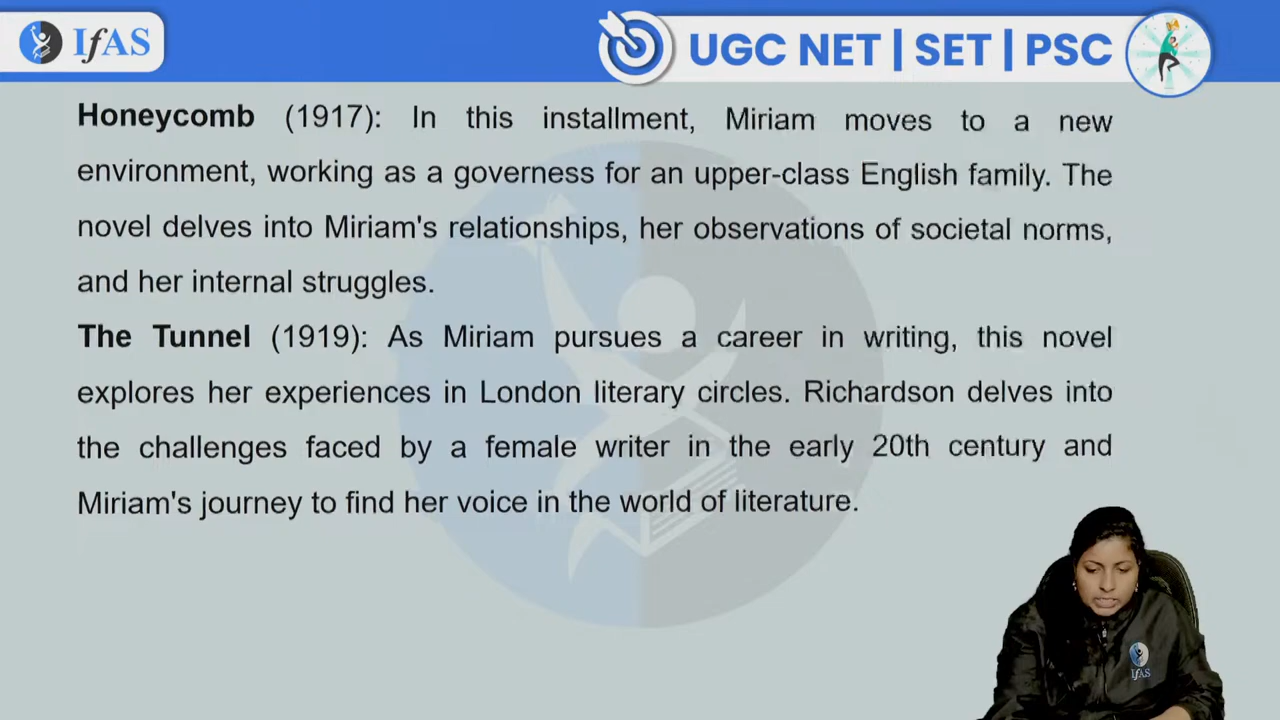 IfAS
UGC NET | SET | PSC
Honeycomb (1917): In this installment, Miriam moves to a new
environment, working as a governess for an upper-class English family. The
novel delves into Miriam's relationships, her observations of societal norms,
and her internal struggles.
The Tunnel (1919): As Miriam pursues a career in writing, this novel
explores her experiences in London literary circles. Richardson delves into
the challenges faced by a female writer in the early 20th century and
Miriam's journey to find her voice in the world of literature.
IfAS